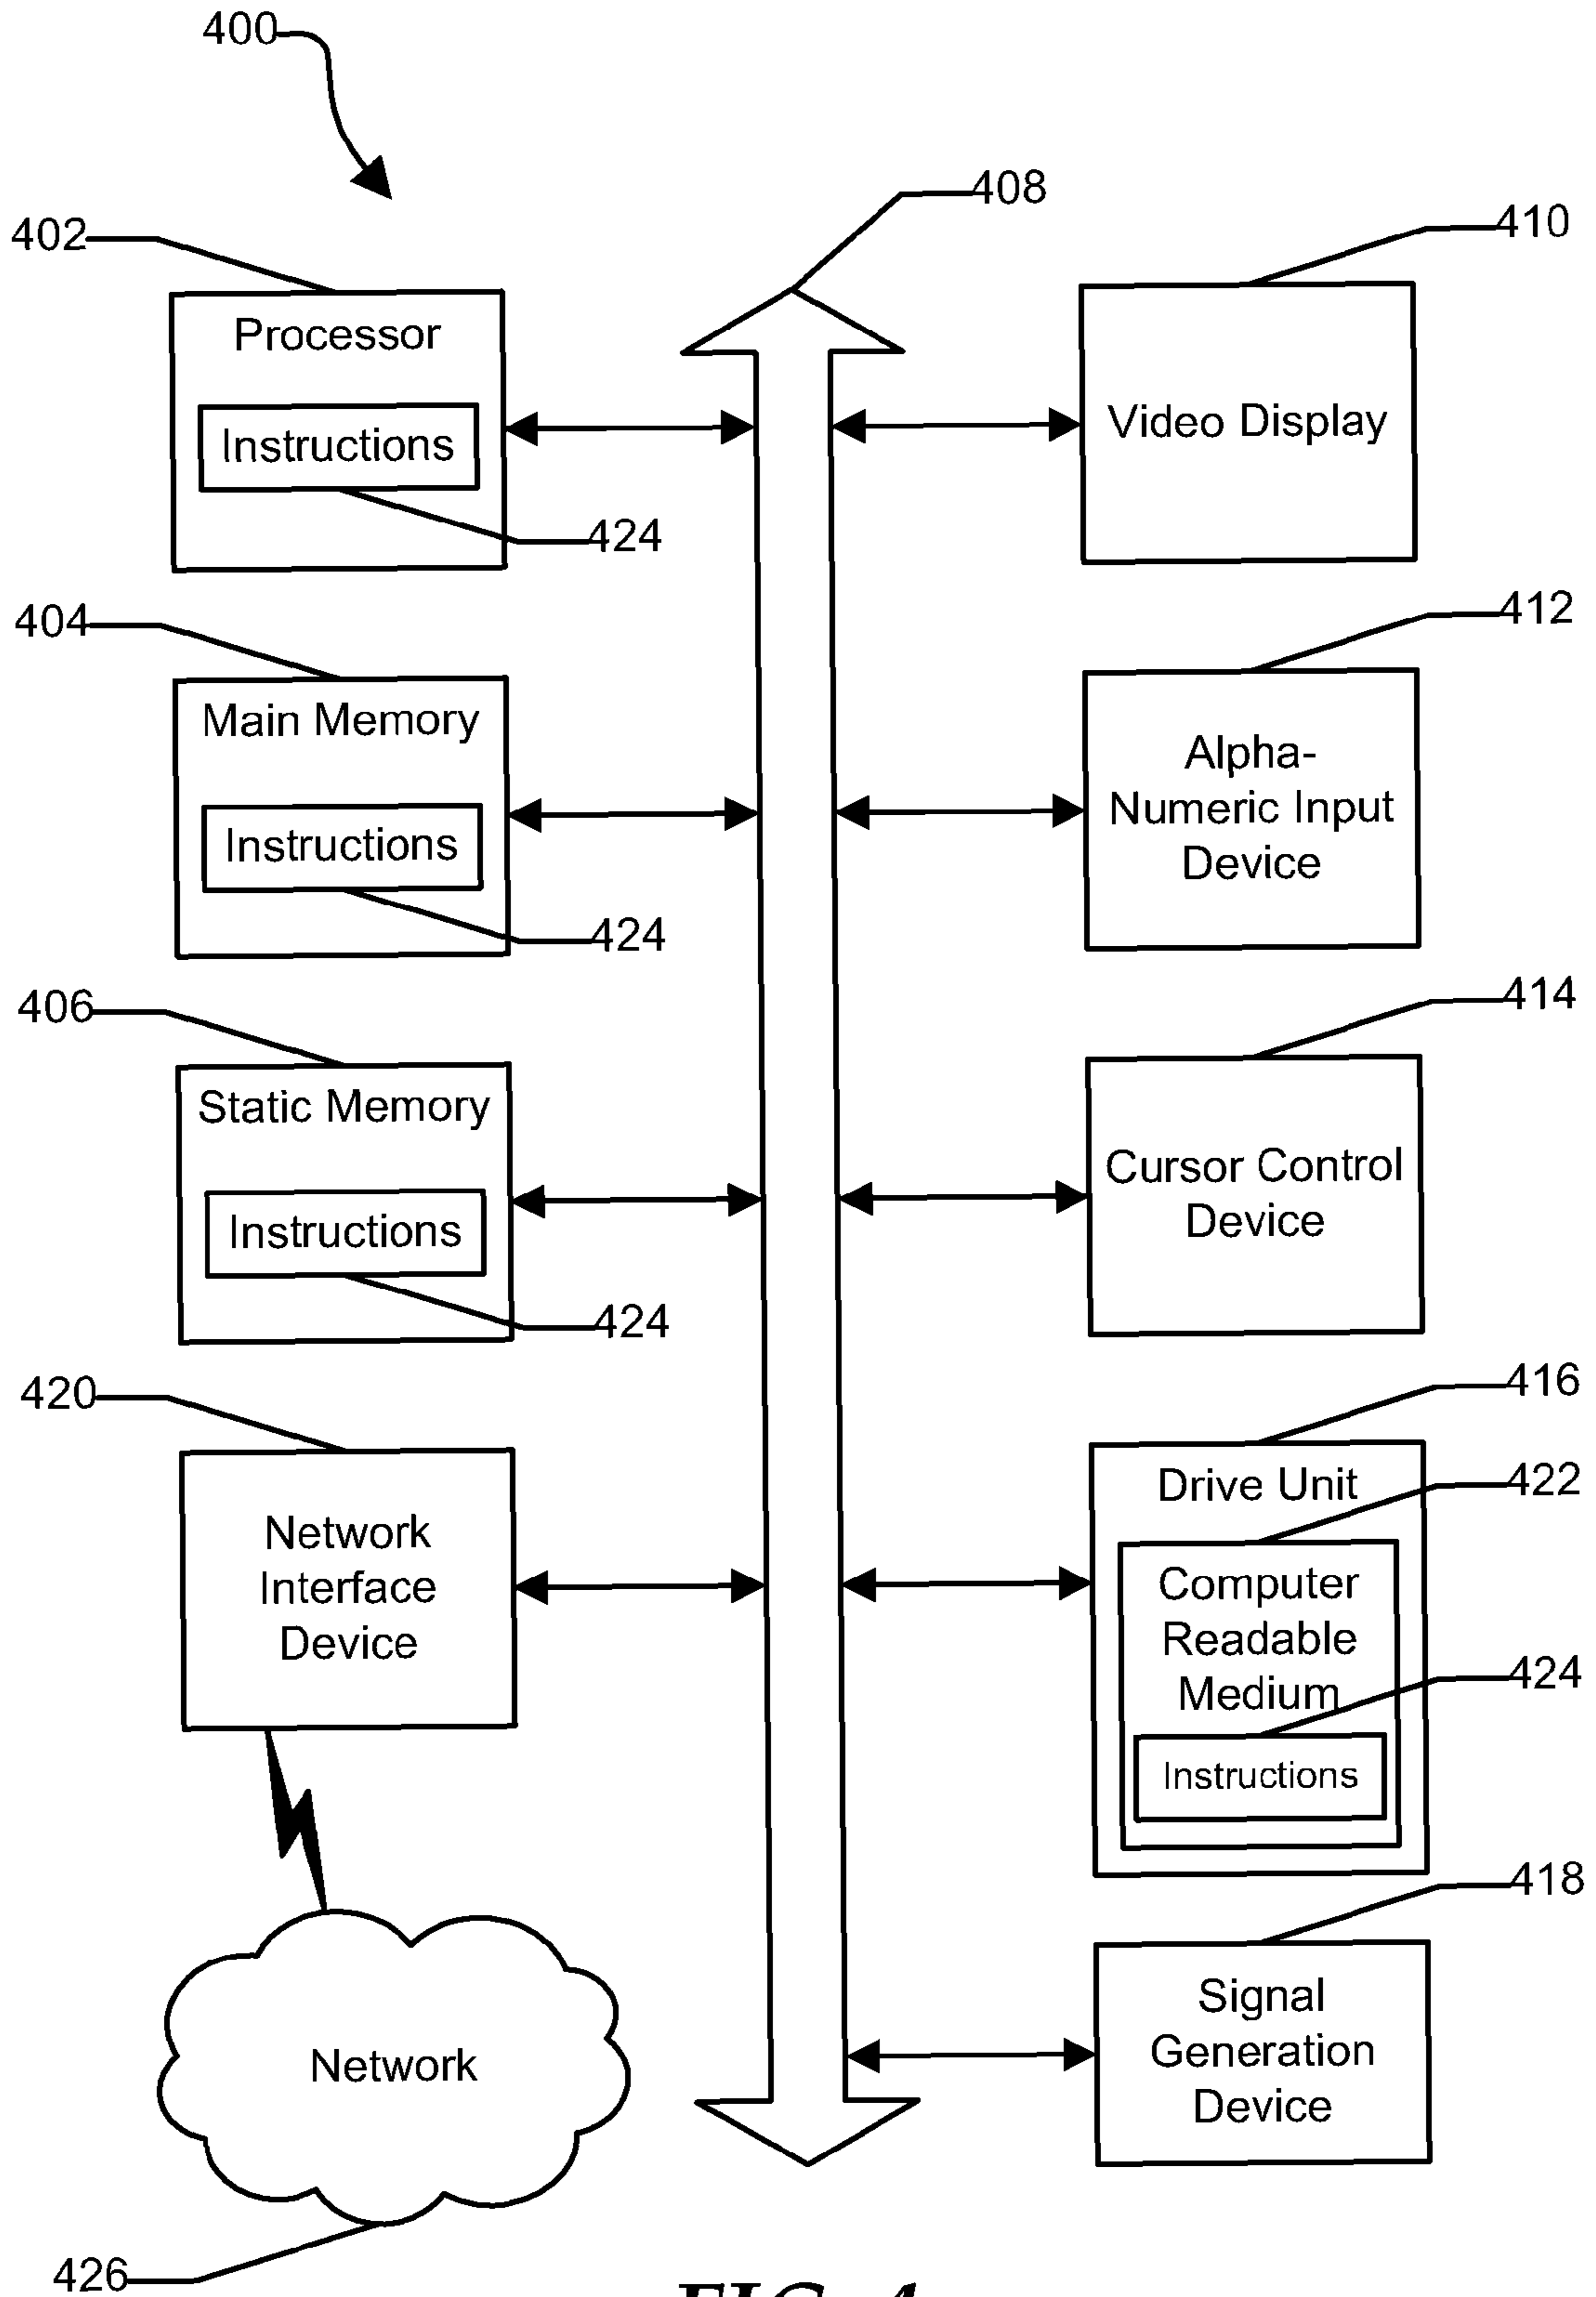 400
408
402
410
Processor
Instructions
424
Video Display
404
412
Main Memory
Instructions
424
Alpha-
Numeric Input
Device
406
414
Static Memory
Instructions
424
Cursor Control
Device
420
416
Network
Interface
Device
Drive Unit
422
Computer
Readable
Medium
424
Instructions
418
Signal
Generation
Device
Network
426
FIG. 4